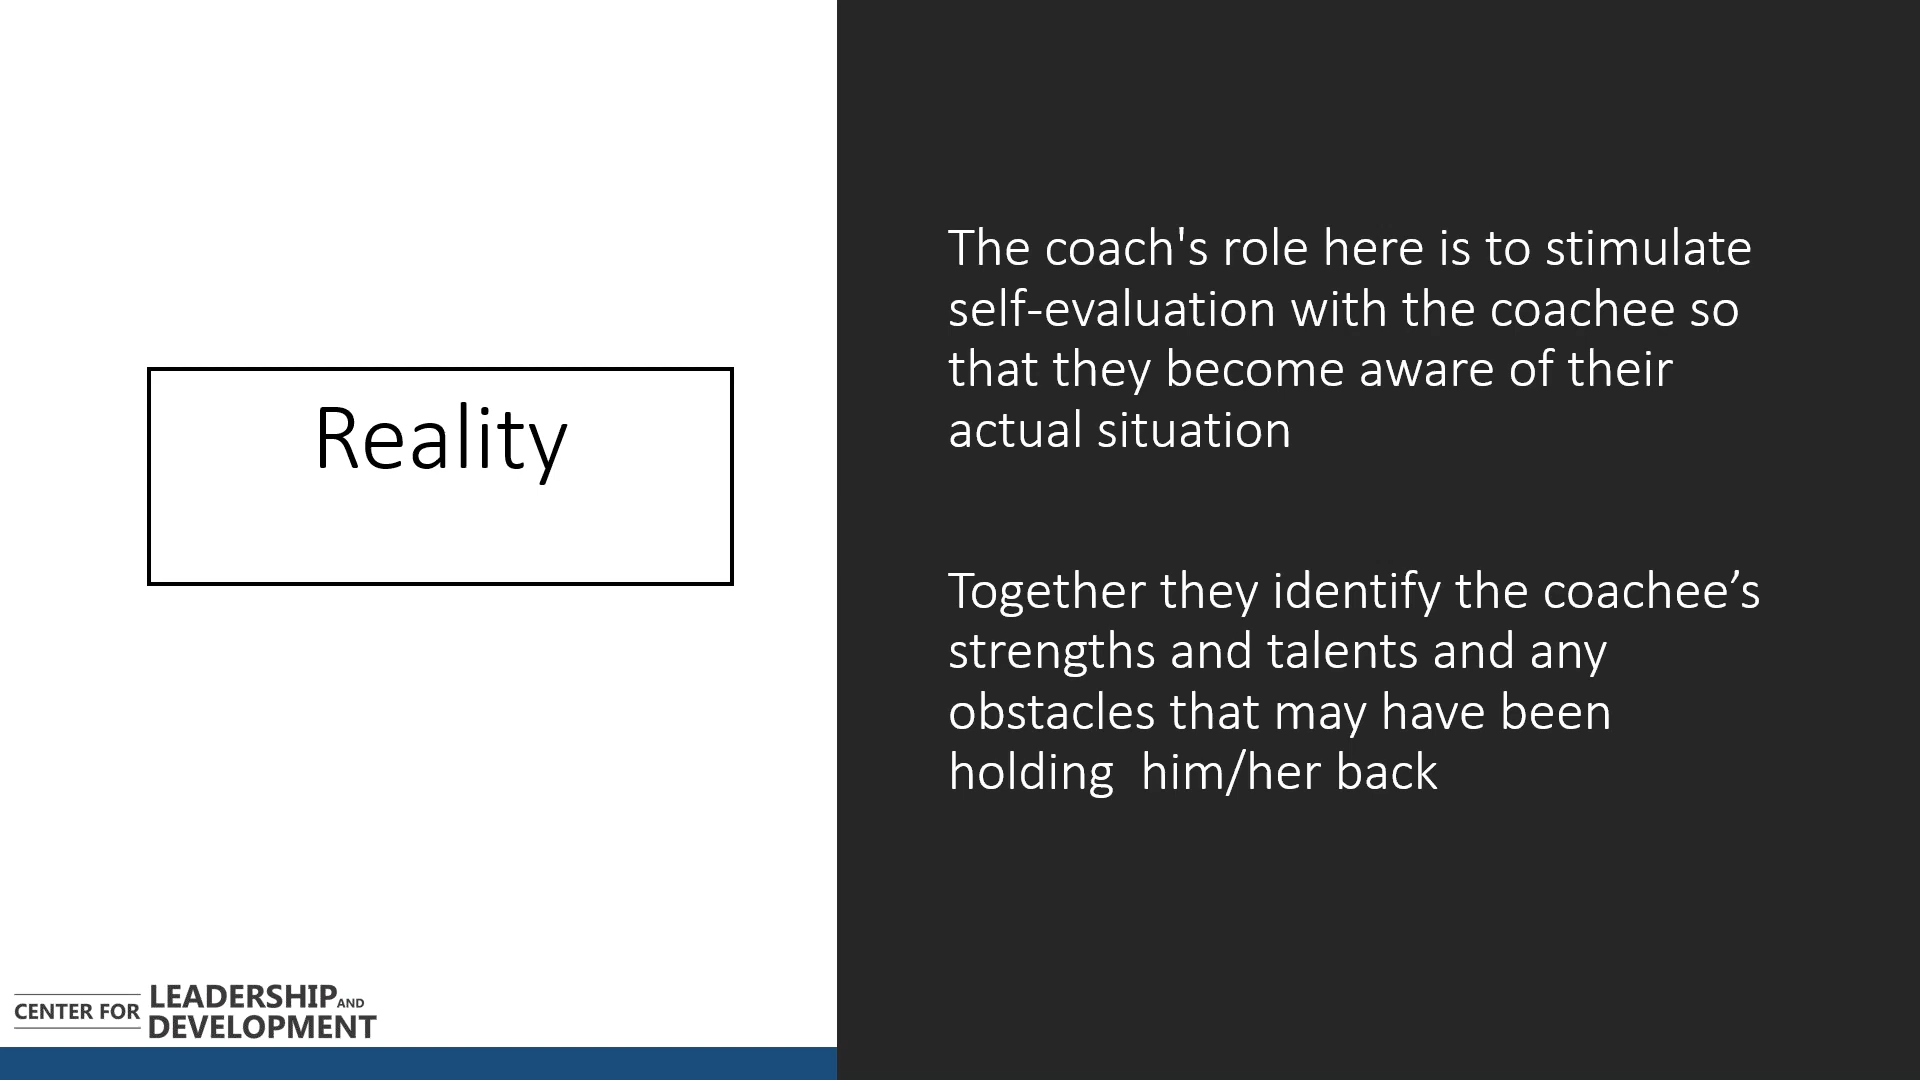 Reality
The coach's role here is to stimulate
self-evaluation with the coachee so
that they become aware of their
actual situation
Together they identify the coachee’s
strengths and talents and any
obstacles that may have been
holding  him/her back
CENTER FOR LEADERSHIP AND
DEVELOPMENT